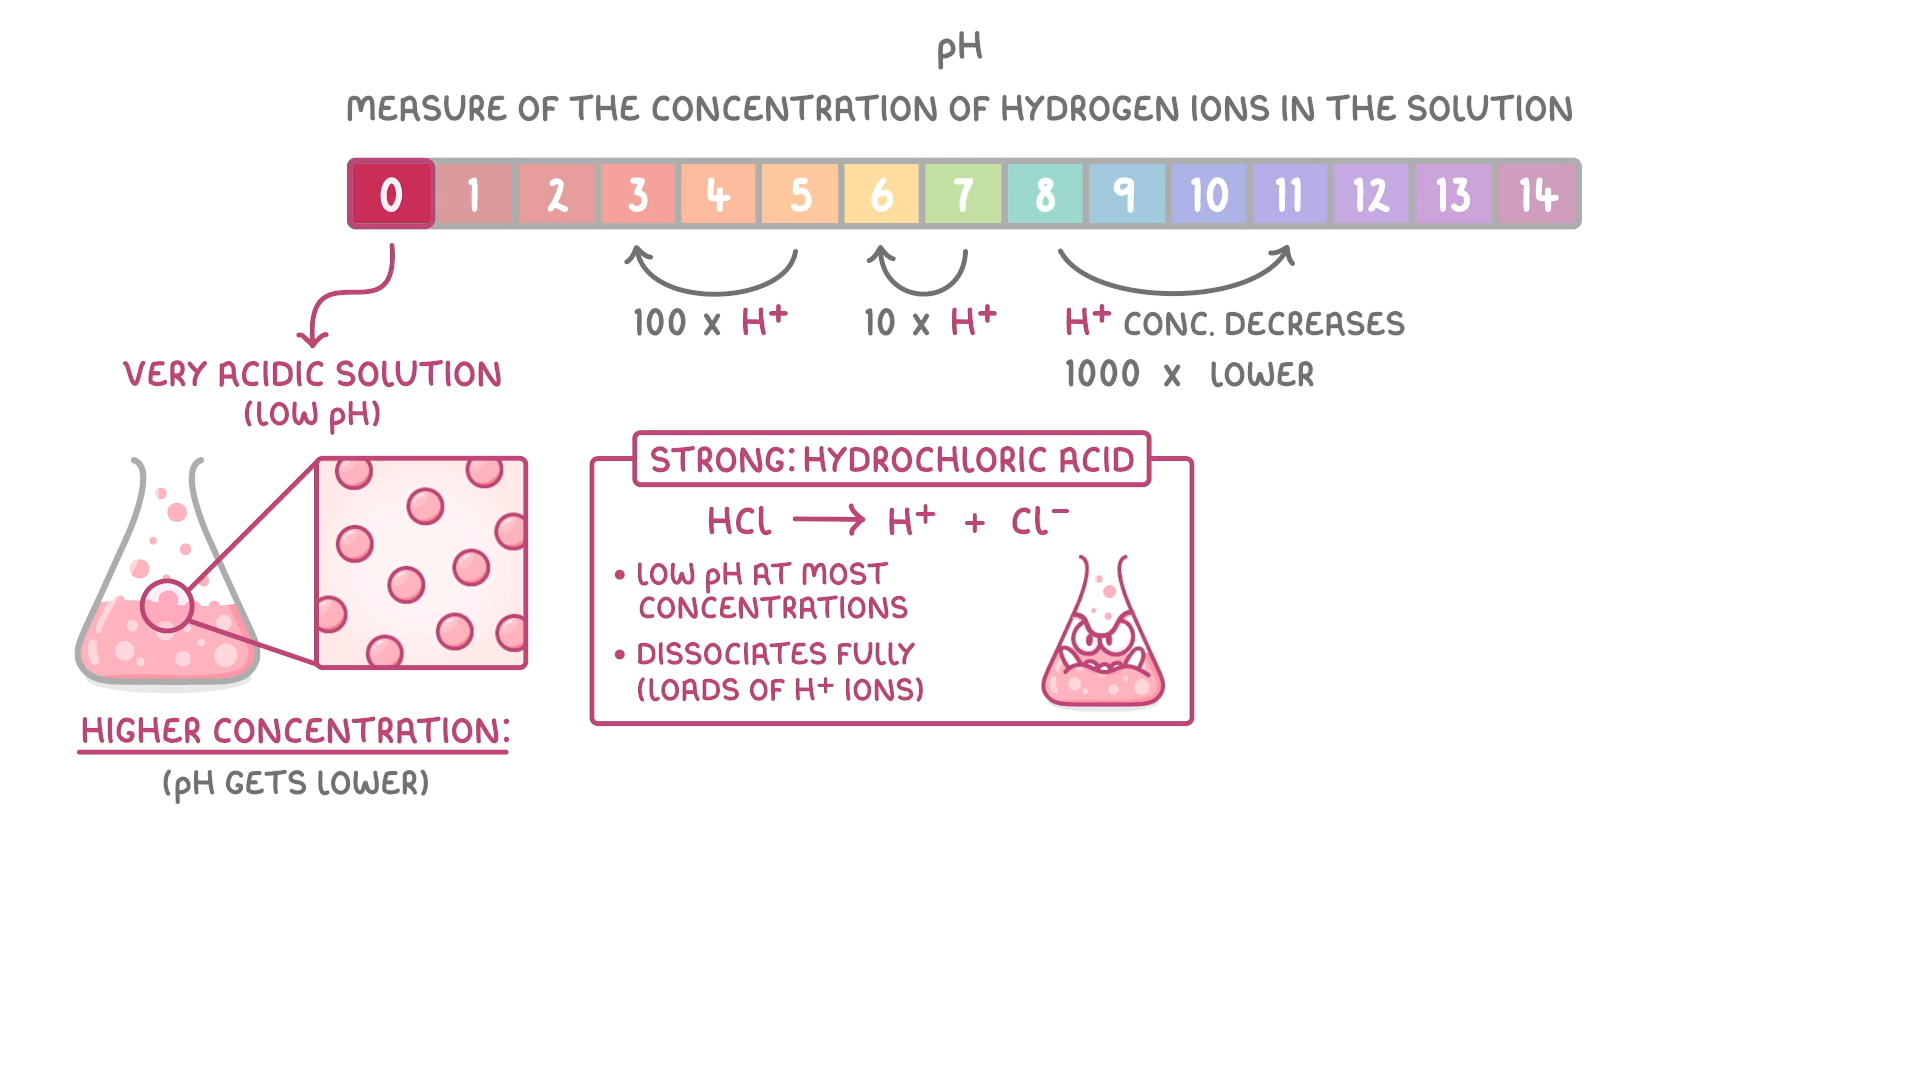 pH
MEASURE OF THE CONCENTRATION OF HYDROGEN IONS IN THE SOLUTION
0 1 2 3 4 5 6 7 8 9 10 11 12 13 14
100 x H⁺
10 x H⁺
H⁺ CONC. DECREASES
1000 x LOWER
VERY ACIDIC SOLUTION
(LOW pH)
STRONG: HYDROCHLORIC ACID
HCl → H⁺ + Cl⁻
• LOW pH AT MOST
CONCENTRATIONS
• DISSOCIATES FULLY
(LOADS OF H⁺ IONS)
HIGHER CONCENTRATION:
(pH GETS LOWER)